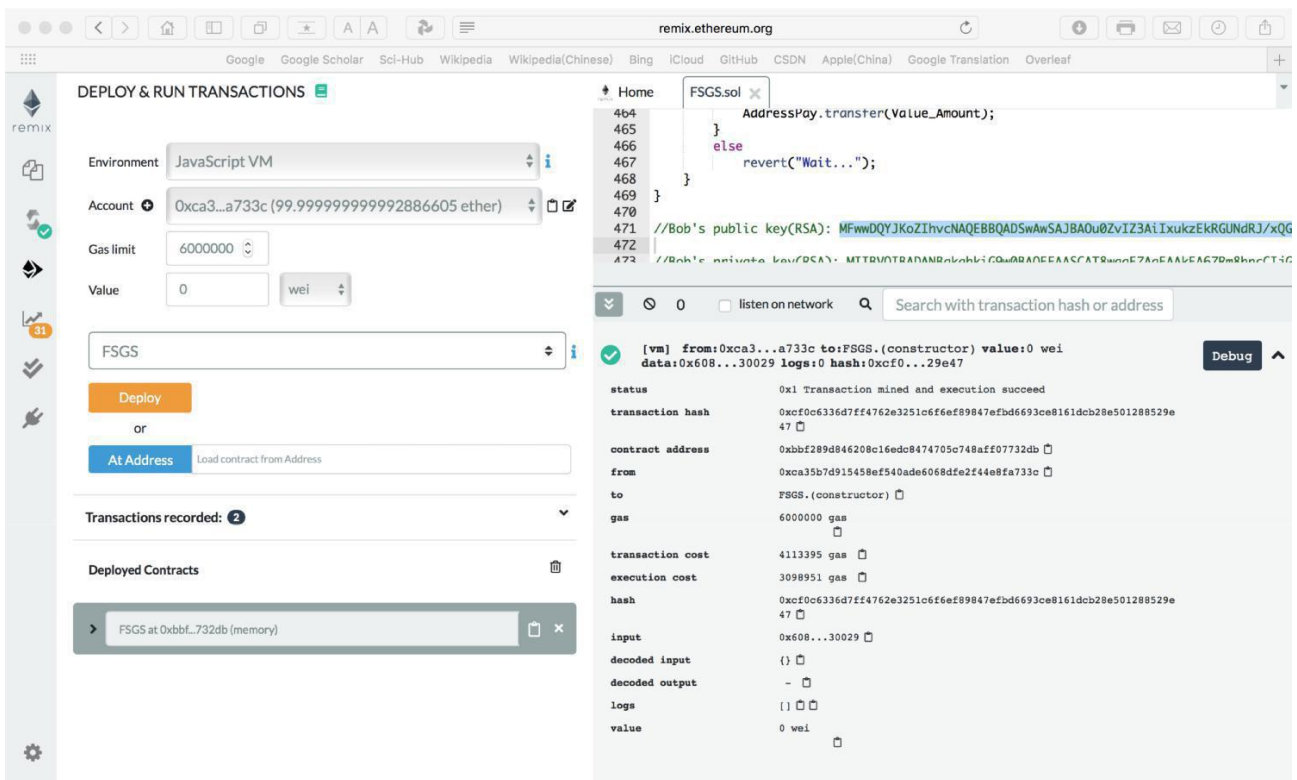 remix.ethereum.org
Google Google Scholar Sci-Hub Wikipedia Wikipedia(Chinese) Bing iCloud GitHub CSDN Apple(China) Google Translation Overleaf
remix
31
DEPLOY & RUN TRANSACTIONS
Environment JavaScript VM
Account 0xca3...a733c (99.999999999992886605 ether)
Gas limit 6000000
Value 0 wei
FSGS
Deploy
or
At Address Load contract from Address
Transactions recorded: 2
Deployed Contracts
FSGS at 0xbbf...732db (memory)
Home FSGS.sol
464 AddressPay.transfer(Value_Amount);
465 }
466 else
467 revert("Wait...");
468 }
469 }
470
471 //Bob's public key(RSA): MFwwDQYJKoZIhvcNAQEBBQADSwAwSAJBAOu0ZvIZ3AiIxukzEkRGUNdRJ/xQG
472
473 //Bob's private key(RSA):
0 listen on network Search with transaction hash or address
[vm] from:0xca3...a733c to:FSGS.(constructor) value:0 wei
data:0x608...30029 logs:0 hash:0xcf0...29e47
Debug
status 0x1 Transaction mined and execution succeed
transaction hash 0xcf0c6336d7ff4762e3251c6f6ef89847efbd6693ce8161dcb28e501288529e
47
contract address 0xbbf289d846208c16edc8474705c748aff07732db
from 0xca35b7d915458ef540ade6068dfe2f44e8fa733c
to FSGS.(constructor)
gas 6000000 gas
transaction cost 4113395 gas
execution cost 3098951 gas
hash 0xcf0c6336d7ff4762e3251c6f6ef89847efbd6693ce8161dcb28e501288529e
47
input 0x608...30029
decoded input {}
decoded output -
logs []
value 0 wei